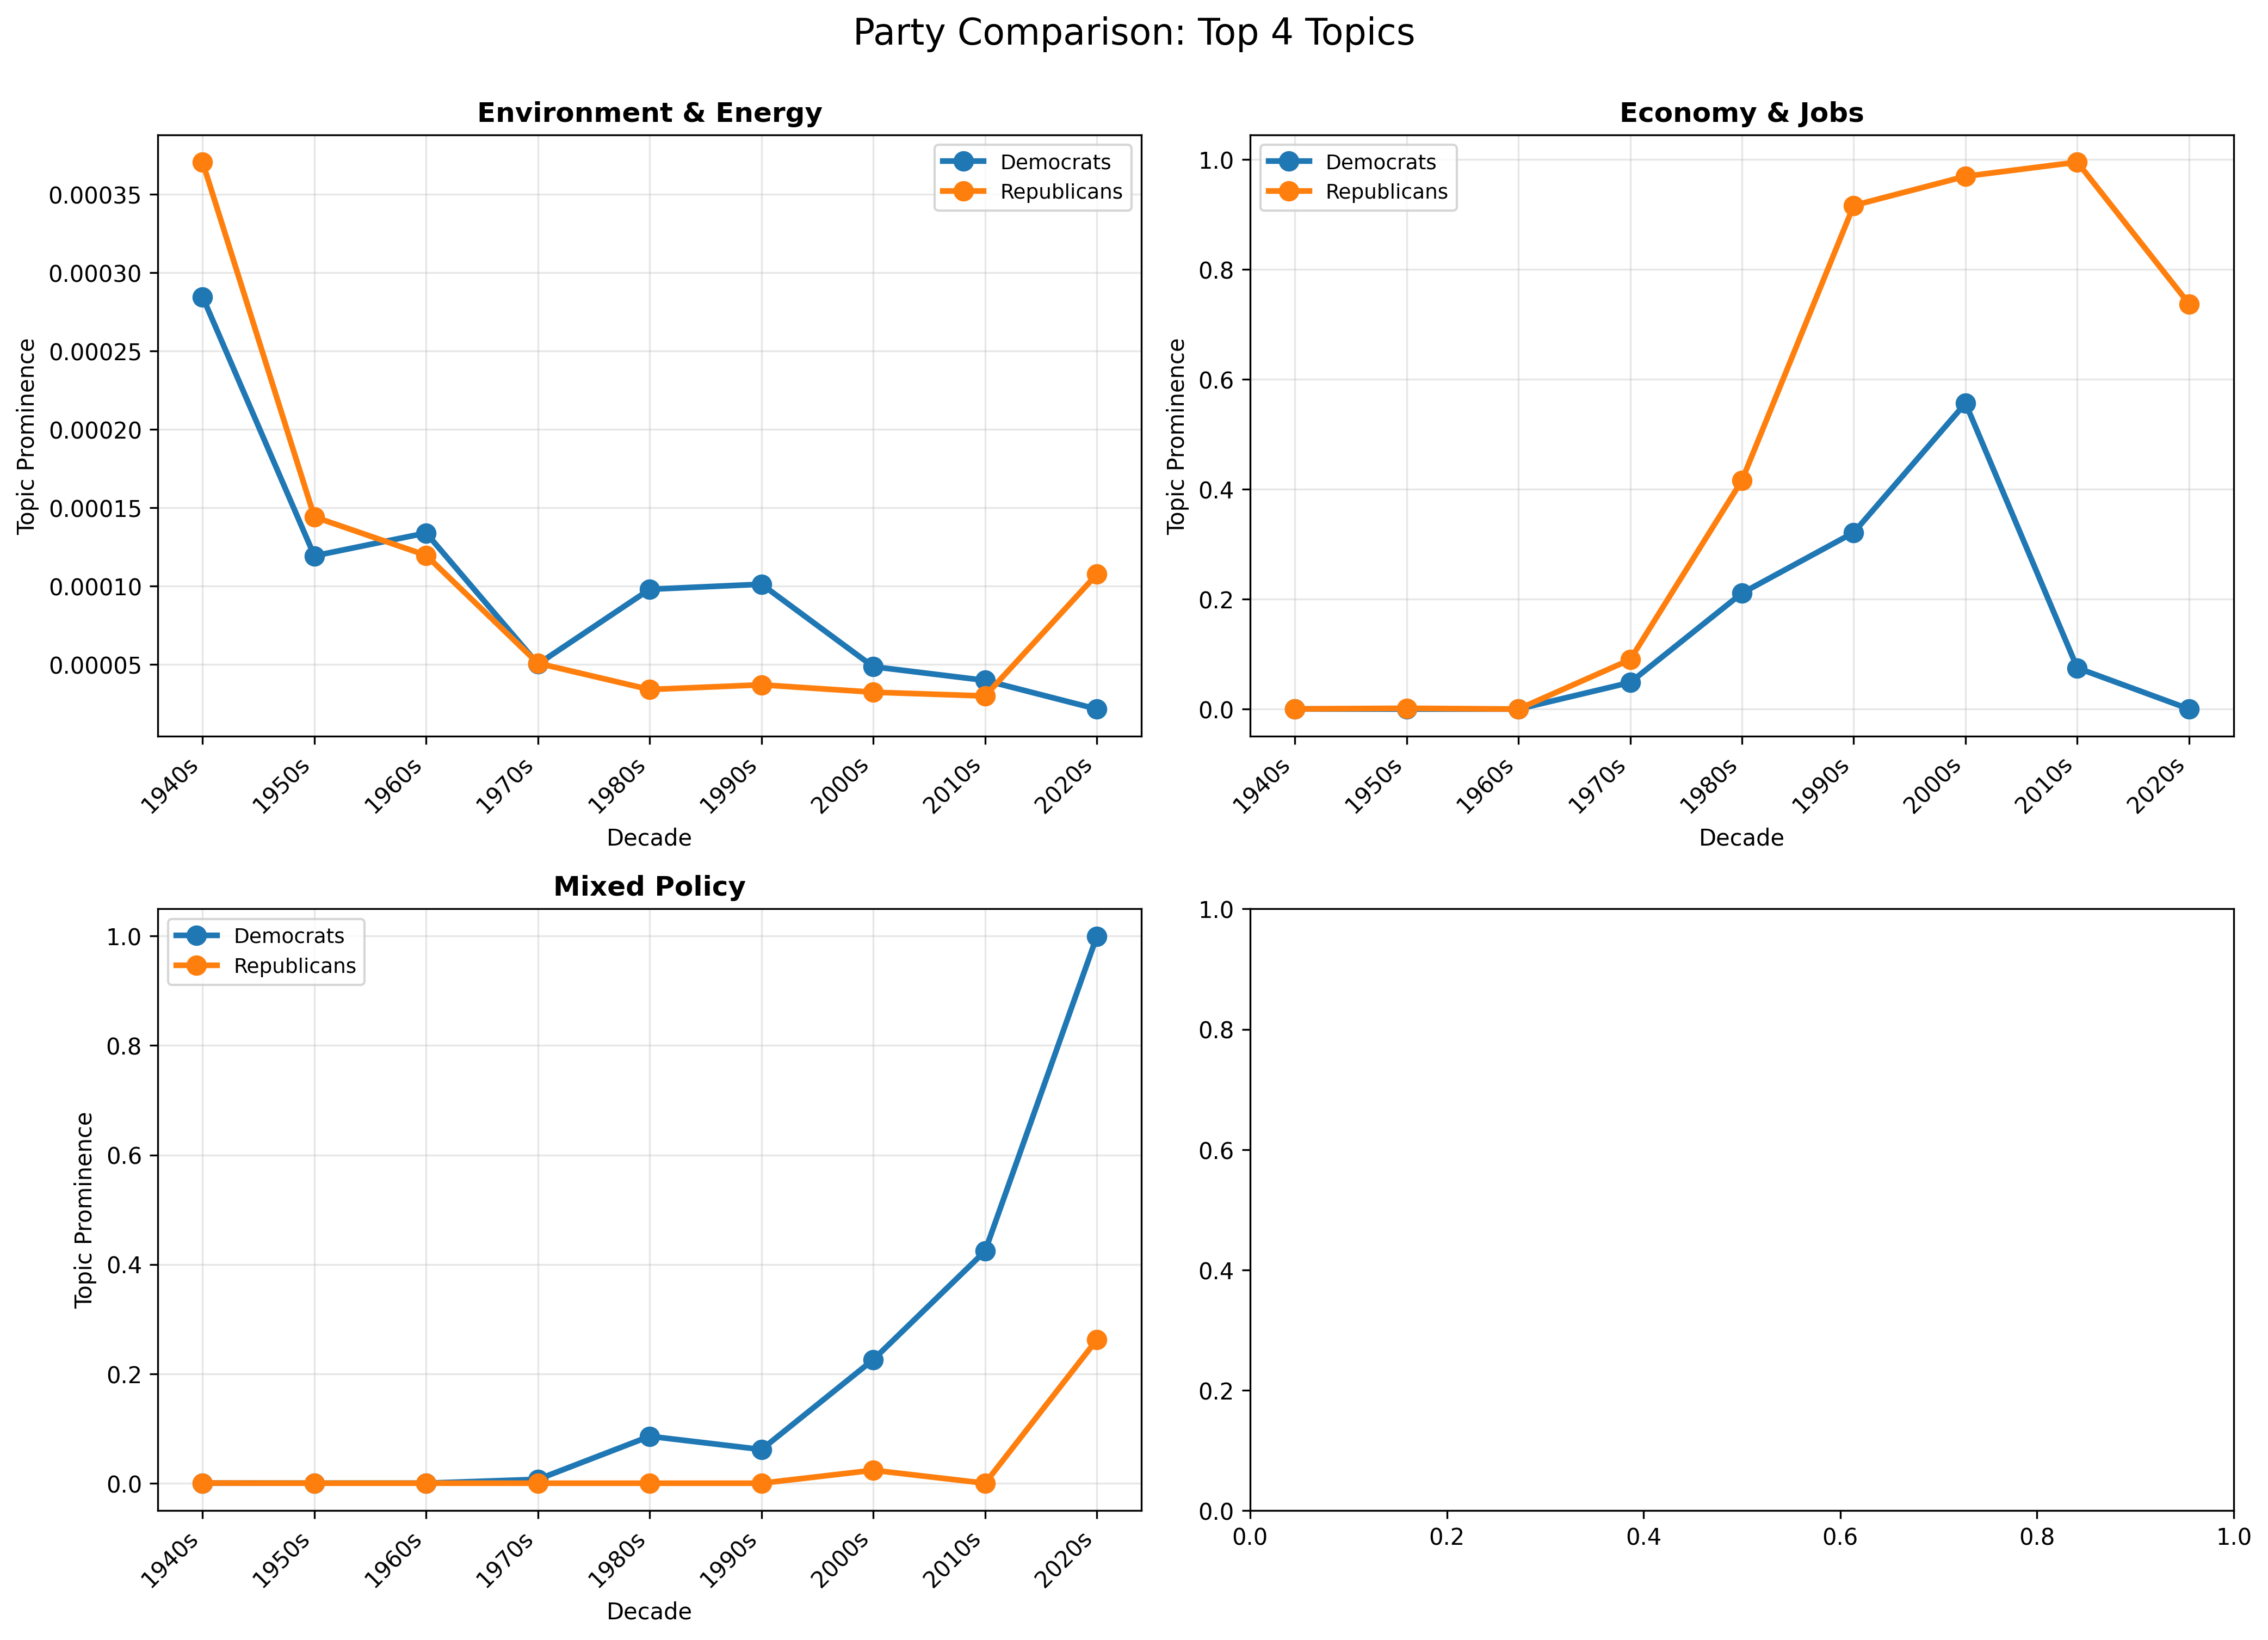 Party Comparison: Top 4 Topics
Environment & Energy
Democrats
Republicans
Topic Prominence
0.00035
0.00030
0.00025
0.00020
0.00015
0.00010
0.00005
1940s
1950s
1960s
1970s
1980s
1990s
2000s
2010s
2020s
Decade
Economy & Jobs
Democrats
Republicans
Topic Prominence
1.0
0.8
0.6
0.4
0.2
0.0
1940s
1950s
1960s
1970s
1980s
1990s
2000s
2010s
2020s
Decade
Mixed Policy
Democrats
Republicans
Topic Prominence
1.0
0.8
0.6
0.4
0.2
0.0
1940s
1950s
1960s
1970s
1980s
1990s
2000s
2010s
2020s
Decade
1.0
0.8
0.6
0.4
0.2
0.0
0.0
0.2
0.4
0.6
0.8
1.0